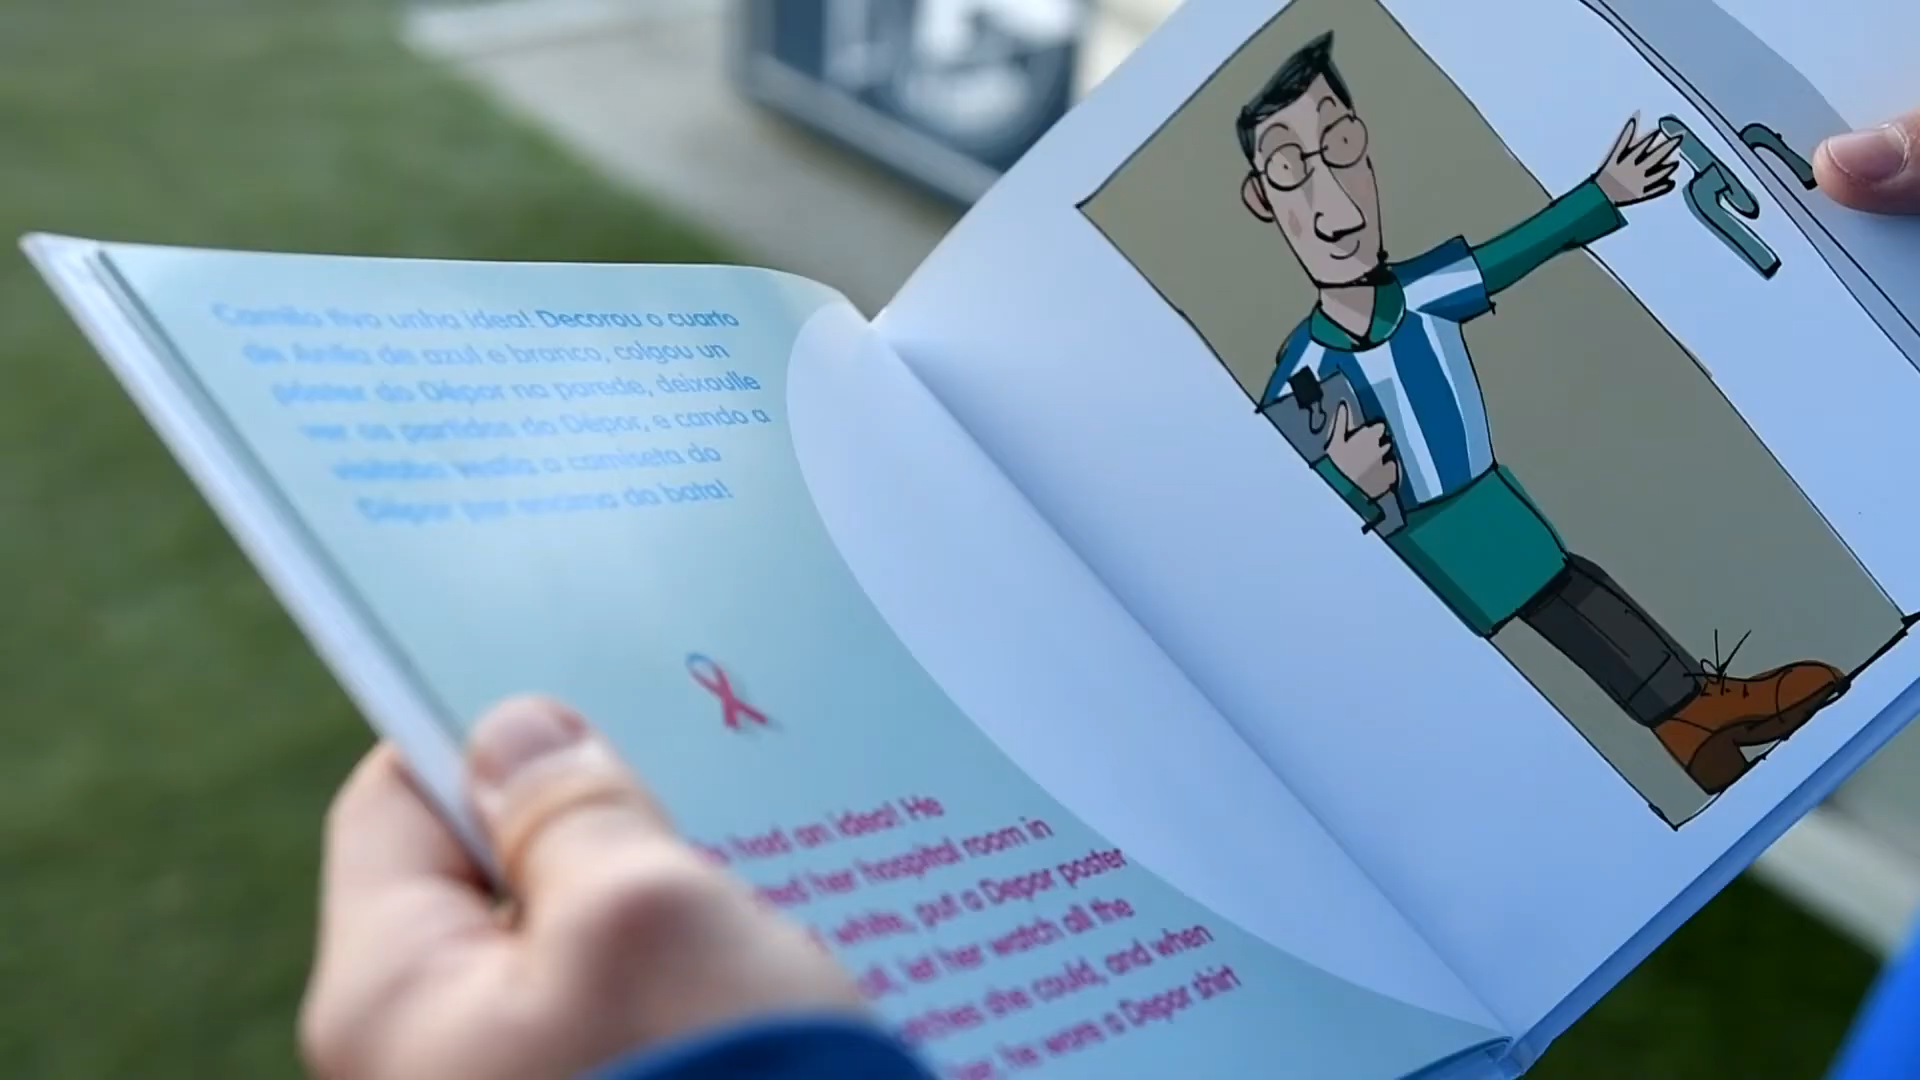 Camilo tivo unha idea! Decorou o cuarto
de Antía de azul e branco, colgou un
póster do Dépor na parede, deixoulle
ver os partidos do Dépor, e cando a
visitaba vestía a camiseta do
Dépor por encima da bata!
had an idea! He
her hospital room in
white, put a Depor poster
let her watch all the
she could, and when
he wore a Depor shirt